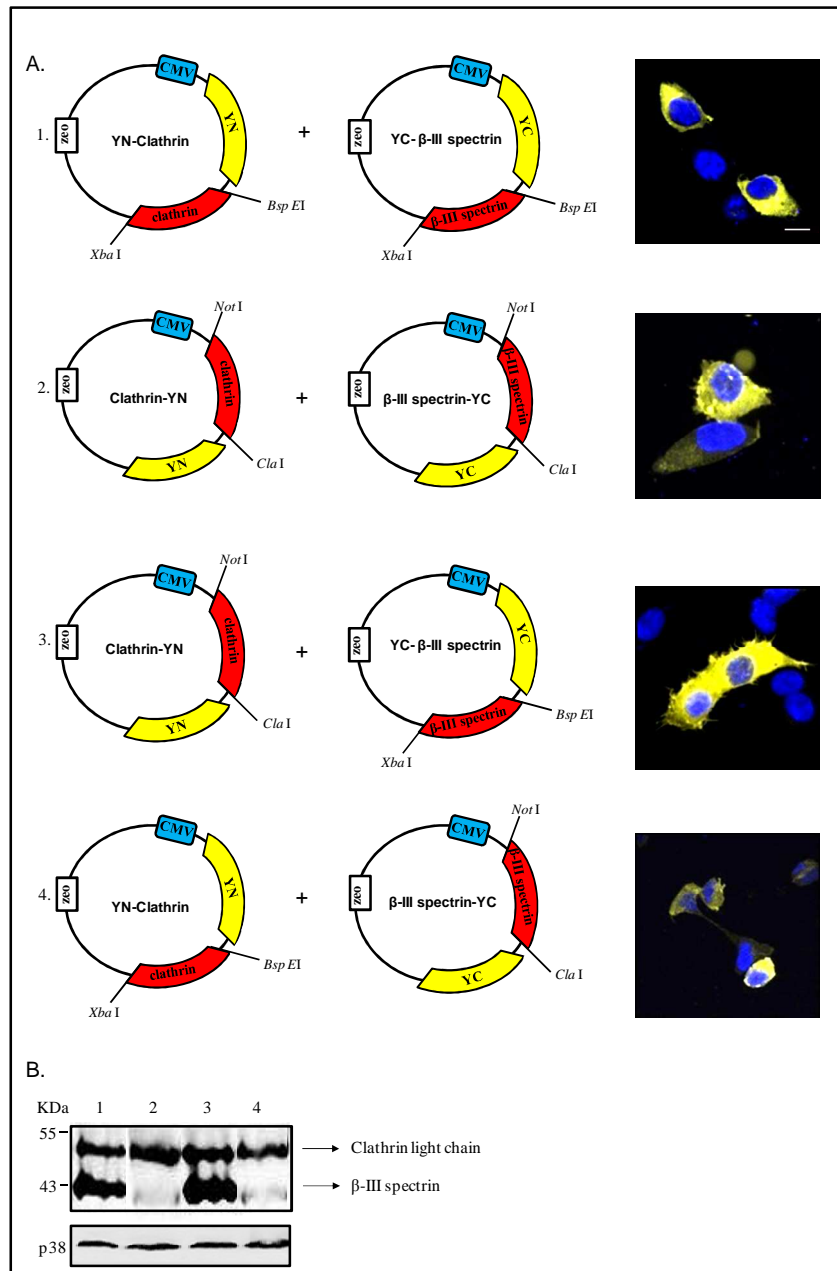 A.
1.
CMV
YN
zeo
YN-Clathrin
clathrin
Bsp EI
Xba I
+
CMV
YC
zeo
YC- β-III spectrin
β-III spectrin
Bsp EI
Xba I
2.
Not I
CMV
clathrin
zeo
Clathrin-YN
YN
Cla I
+
Not I
CMV
β-III spectrin
zeo
β-III spectrin-YC
YC
Cla I
3.
Not I
CMV
clathrin
zeo
Clathrin-YN
YN
Cla I
+
CMV
YC
zeo
YC- β-III spectrin
β-III spectrin
Bsp EI
Xba I
4.
CMV
YN
zeo
YN-Clathrin
clathrin
Bsp EI
Xba I
+
Not I
CMV
β-III spectrin
zeo
β-III spectrin-YC
YC
Cla I
B.
KDa 1 2 3 4
55
Clathrin light chain
43
β-III spectrin
p38